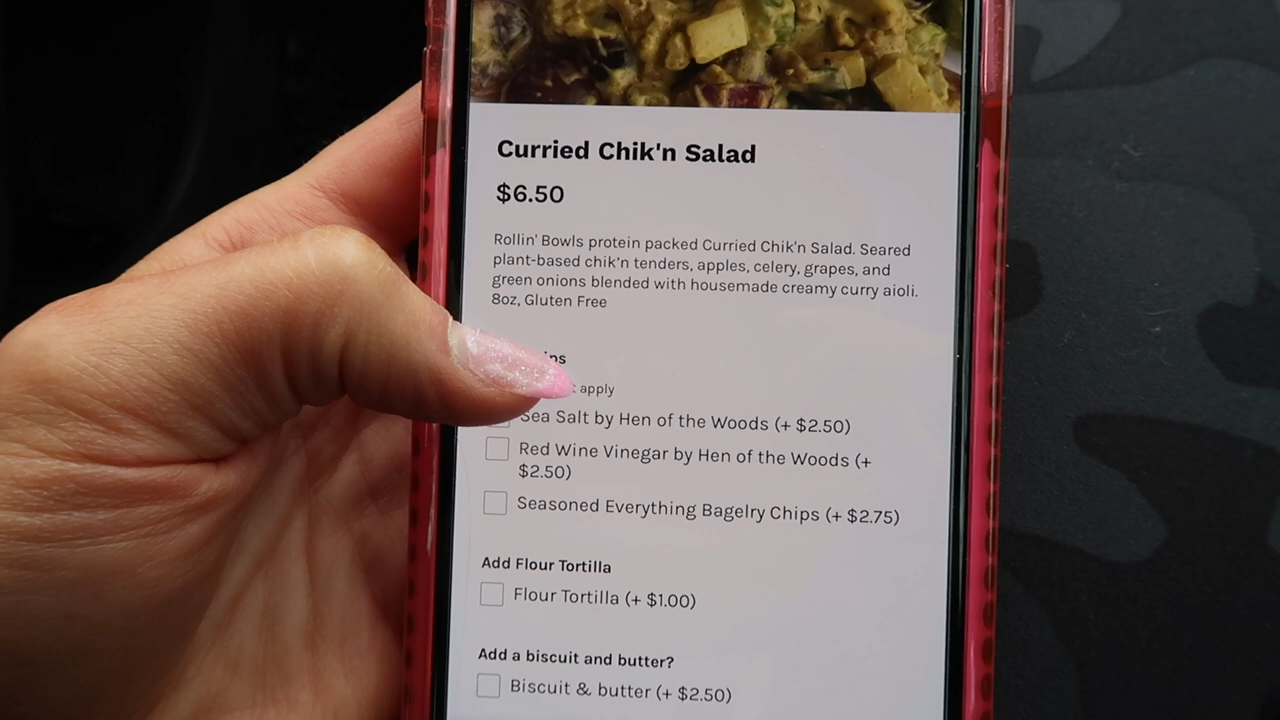 Curried Chik'n Salad
$6.50
Rollin' Bowls protein packed Curried Chik'n Salad. Seared
plant-based chik'n tenders, apples, celery, grapes, and
green onions blended with housemade creamy curry aioli.
8oz, Gluten Free
apply
Sea Salt by Hen of the Woods (+ $2.50)
Red Wine Vinegar by Hen of the Woods (+
$2.50)
Seasoned Everything Bagelry Chips (+ $2.75)
Add Flour Tortilla
Flour Tortilla (+ $1.00)
Add a biscuit and butter?
Biscuit & butter (+ $2.50)